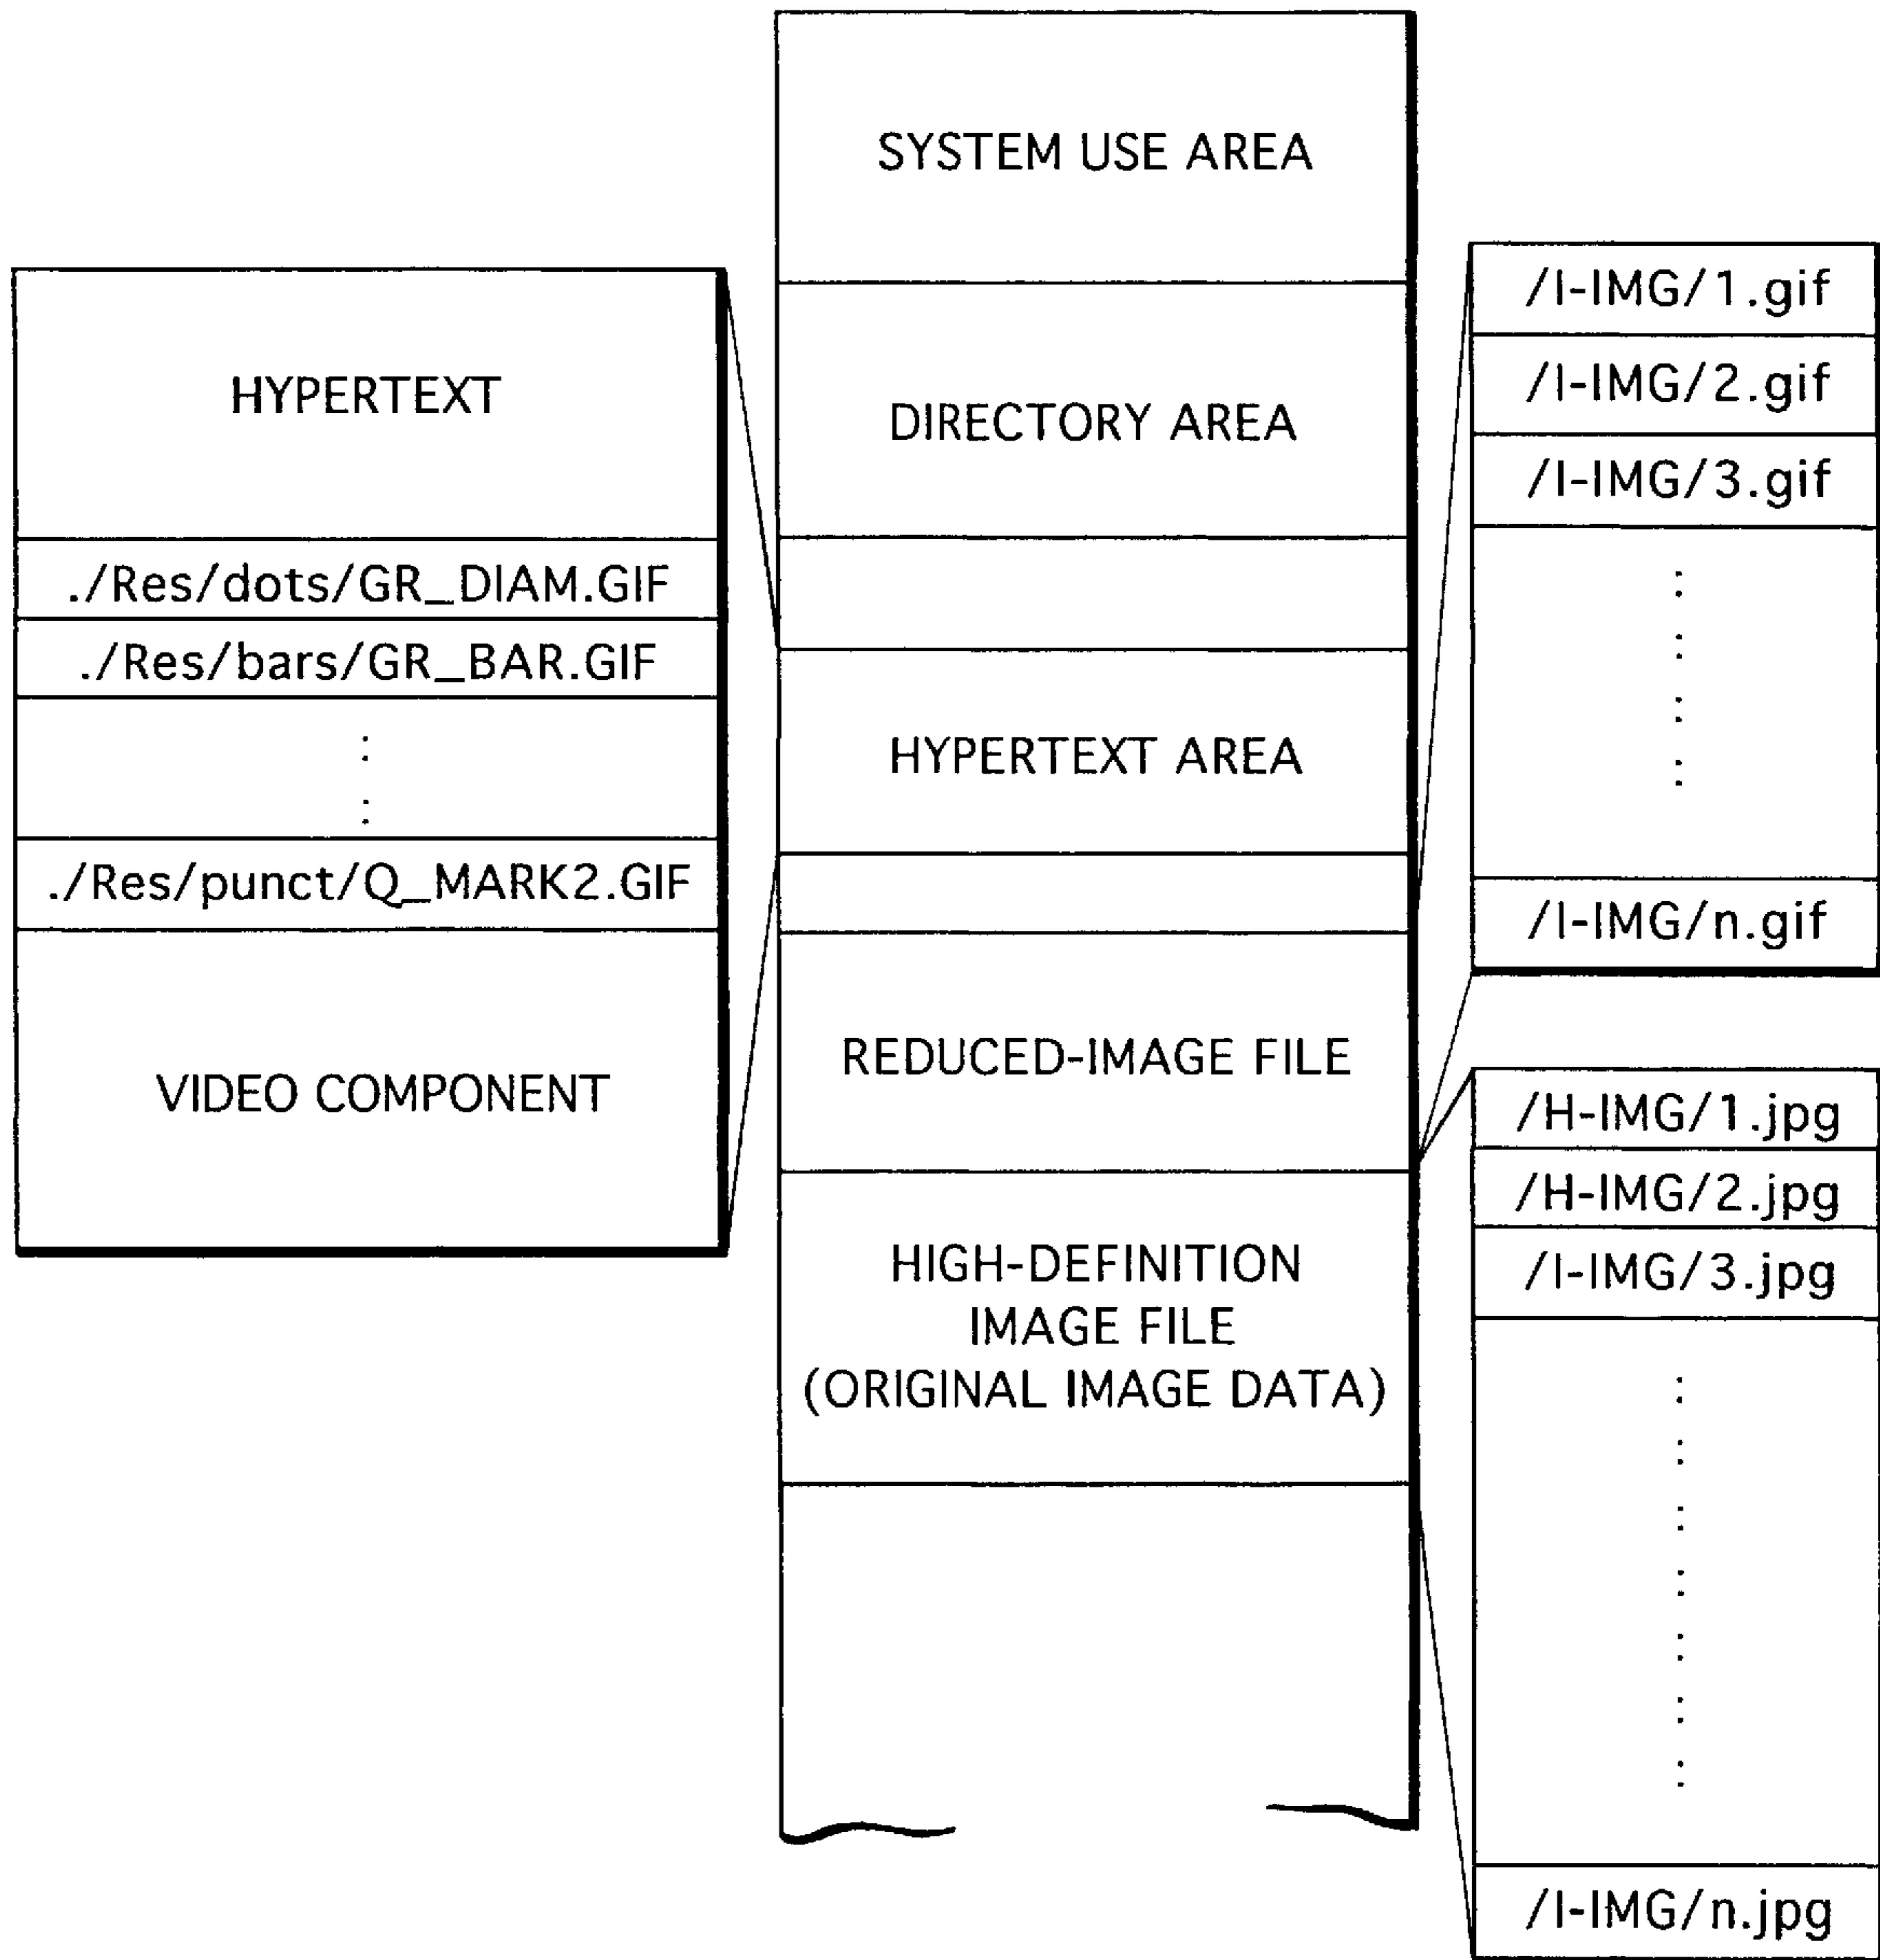 HYPERTEXT
./Res/dots/GR_DIAM.GIF
./Res/bars/GR_BAR.GIF
./Res/punct/Q_MARK2.GIF
VIDEO COMPONENT
SYSTEM USE AREA
DIRECTORY AREA
HYPERTEXT AREA
REDUCED-IMAGE FILE
HIGH-DEFINITION
IMAGE FILE
(ORIGINAL IMAGE DATA)
/I-IMG/1.gif
/I-IMG/2.gif
/I-IMG/3.gif
/I-IMG/n.gif
/H-IMG/1.jpg
/H-IMG/2.jpg
/I-IMG/3.jpg
/I-IMG/n.jpg